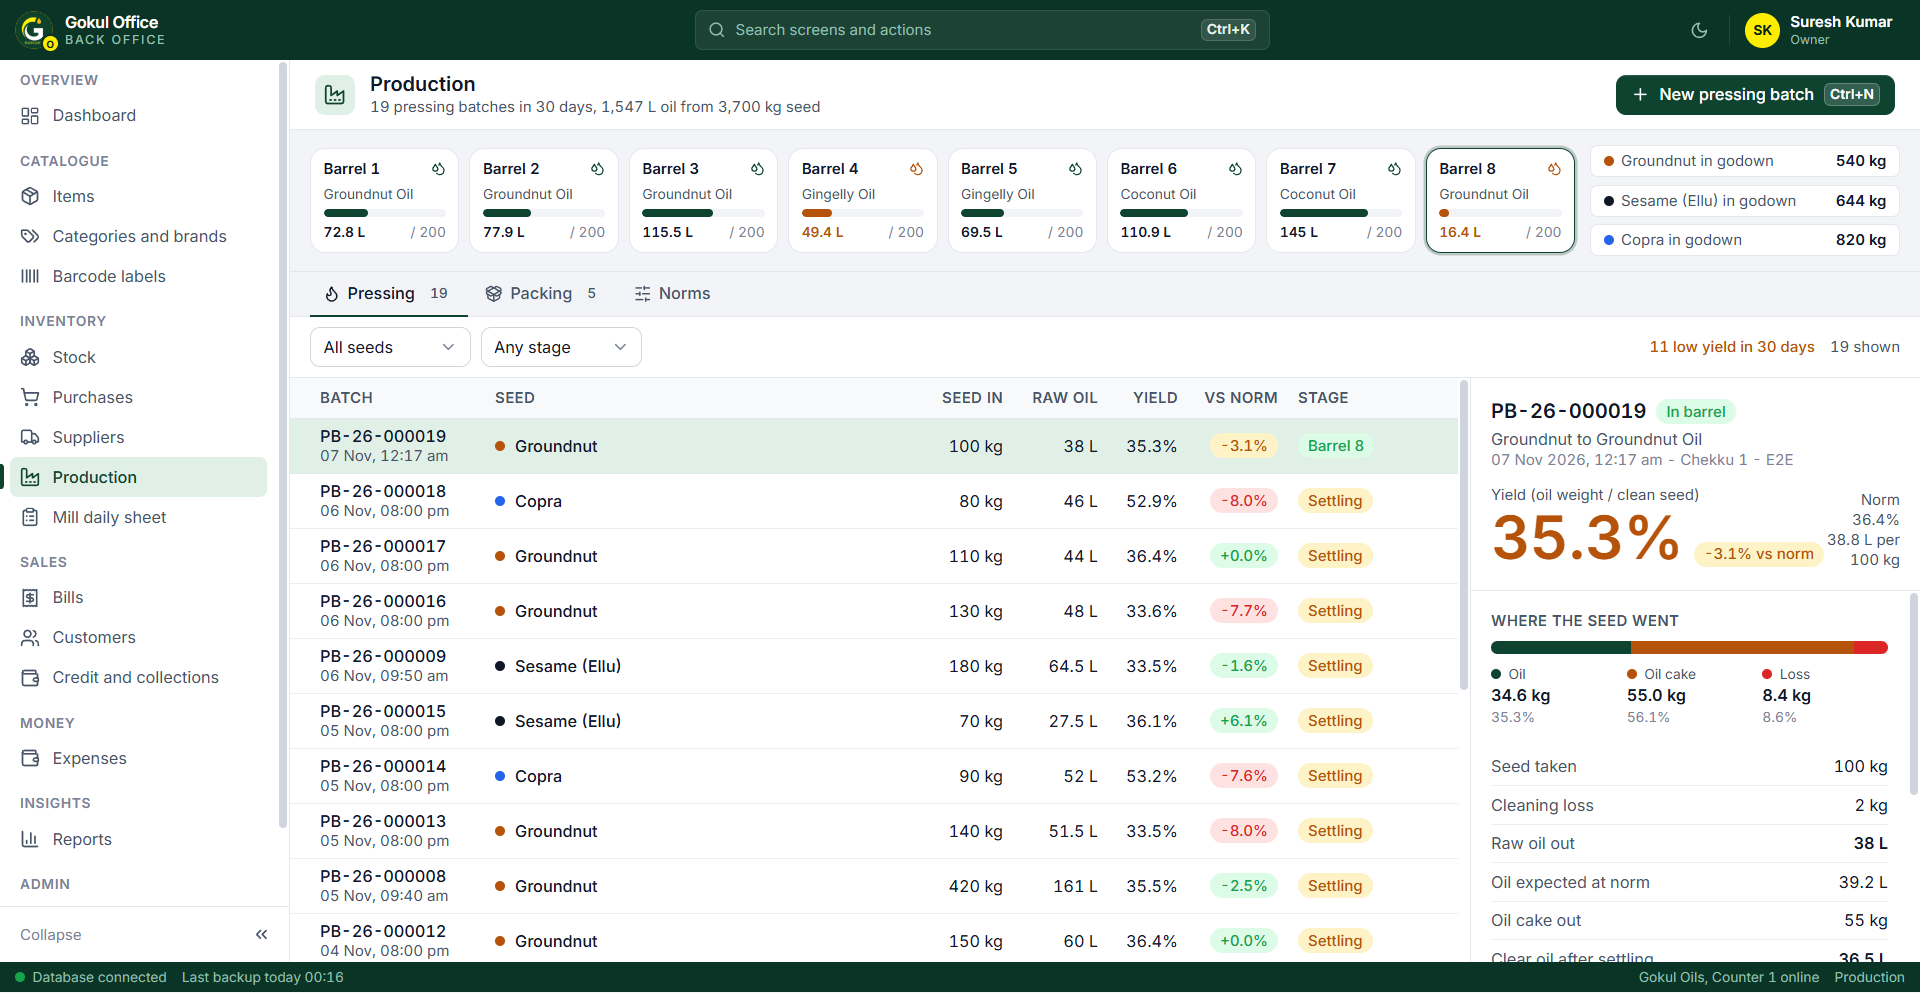 Gokul Office
BACK OFFICE
Search screens and actions
Ctrl+K
SK
Suresh Kumar
Owner
OVERVIEW
Dashboard
CATALOGUE
Items
Categories and brands
Barcode labels
INVENTORY
Stock
Purchases
Suppliers
Production
Mill daily sheet
SALES
Bills
Customers
Credit and collections
MONEY
Expenses
INSIGHTS
Reports
ADMIN
Collapse
Production
19 pressing batches in 30 days, 1,547 L oil from 3,700 kg seed
New pressing batch Ctrl+N
Barrel 1
Groundnut Oil
72.8 L / 200
Barrel 2
Groundnut Oil
77.9 L / 200
Barrel 3
Groundnut Oil
115.5 L / 200
Barrel 4
Gingelly Oil
49.4 L / 200
Barrel 5
Gingelly Oil
69.5 L / 200
Barrel 6
Coconut Oil
110.9 L / 200
Barrel 7
Coconut Oil
145 L / 200
Barrel 8
Groundnut Oil
16.4 L / 200
Groundnut in godown 540 kg
Sesame (Ellu) in godown 644 kg
Copra in godown 820 kg
Pressing 19 Packing 5 Norms
All seeds Any stage 11 low yield in 30 days 19 shown
BATCH SEED SEED IN RAW OIL YIELD VS NORM STAGE
PB-26-000019
07 Nov, 12:17 am
Groundnut 100 kg 38 L 35.3% -3.1% Barrel 8
PB-26-000018
06 Nov, 08:00 pm
Copra 80 kg 46 L 52.9% -8.0% Settling
PB-26-000017
06 Nov, 08:00 pm
Groundnut 110 kg 44 L 36.4% +0.0% Settling
PB-26-000016
06 Nov, 08:00 pm
Groundnut 130 kg 48 L 33.6% -7.7% Settling
PB-26-000009
06 Nov, 09:50 am
Sesame (Ellu) 180 kg 64.5 L 33.5% -1.6% Settling
PB-26-000015
05 Nov, 08:00 pm
Sesame (Ellu) 70 kg 27.5 L 36.1% +6.1% Settling
PB-26-000014
05 Nov, 08:00 pm
Copra 90 kg 52 L 53.2% -7.6% Settling
PB-26-000013
05 Nov, 08:00 pm
Groundnut 140 kg 51.5 L 33.5% -8.0% Settling
PB-26-000008
05 Nov, 09:40 am
Groundnut 420 kg 161 L 35.5% -2.5% Settling
PB-26-000012
04 Nov, 08:00 pm
Groundnut 150 kg 60 L 36.4% +0.0% Settling
PB-26-000019 In barrel
Groundnut to Groundnut Oil
07 Nov 2026, 12:17 am - Chekku 1 - E2E
Yield (oil weight / clean seed)
35.3% -3.1% vs norm
Norm
36.4%
38.8 L per
100 kg
WHERE THE SEED WENT
Oil
34.6 kg
35.3%
Oil cake
55.0 kg
56.1%
Loss
8.4 kg
8.6%
Seed taken 100 kg
Cleaning loss 2 kg
Raw oil out 38 L
Oil expected at norm 39.2 L
Oil cake out 55 kg
Clear oil after settling 36.5 L
Database connected Last backup today 00:16
Gokul Oils, Counter 1 online Production